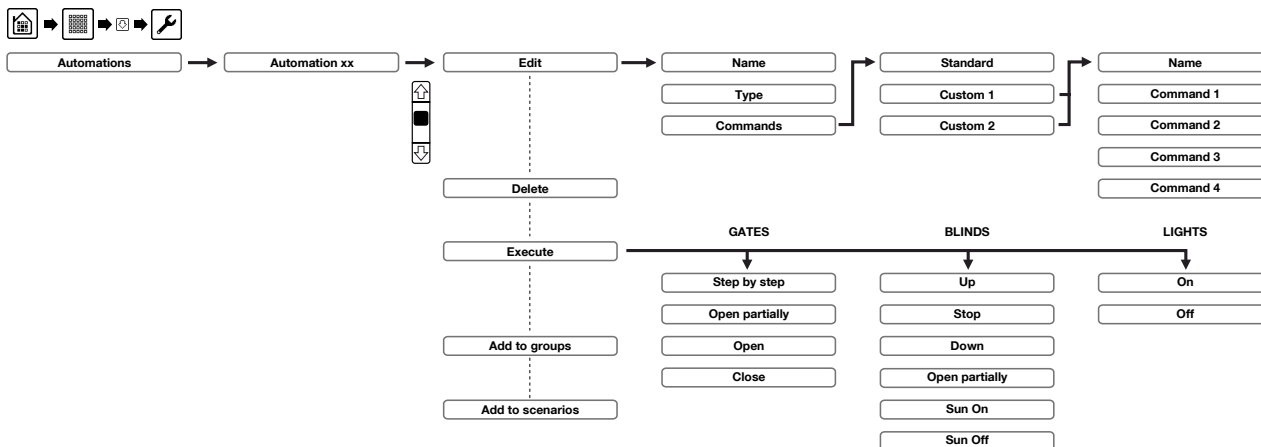 Automations
Automation xx
Edit
Name
Standard
Name
Type
Custom 1
Command 1
Commands
Custom 2
Command 2
Command 3
Delete
Command 4
GATES
BLINDS
LIGHTS
Execute
Step by step
Up
On
Open partially
Stop
Off
Add to groups
Open
Down
Close
Open partially
Add to scenarios
Sun On
Sun Off